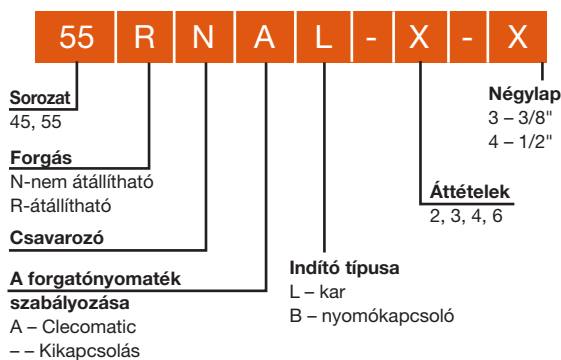 55 R N A L - X - X
Sorozat
45, 55
Forgás
N-nem átállítható
R-átállítható
Csavarozó
A forgatónyomaték
szabályozása
A – Clecomatic
– – Kikapcsolás
Indító típusa
L – kar
B – nyomókapcsoló
Áttételek
2, 3, 4, 6
Négylap
3 – 3/8"
4 – 1/2"